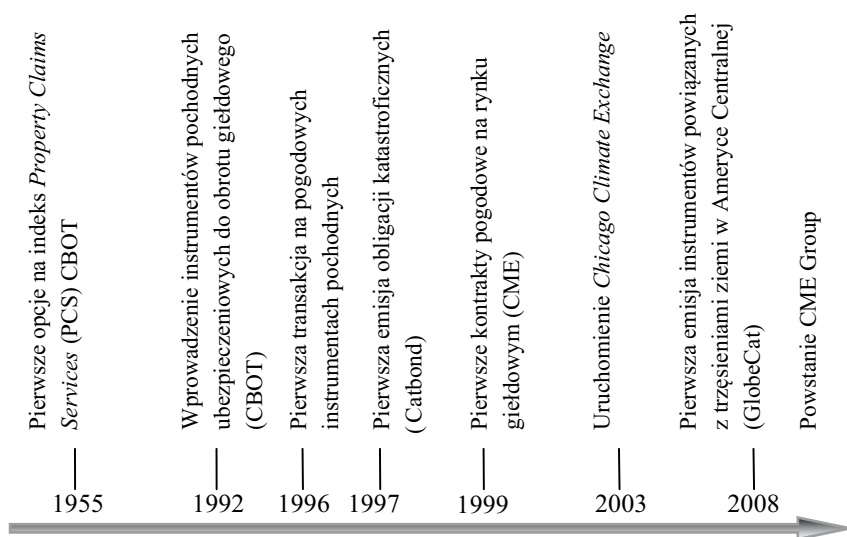 Pierwsze opcje na indeks Property Claims
Services (PCS) CBOT
Wprowadzenie instrumentów pochodnych
ubezpieczeniowych do obrotu giełdowego
(CBOT)
Pierwsza transakcja na pogodowych
instrumentach pochodnych
Pierwsza emisja obligacji katastroficznych
( Catbond)
Pierwsze kontrakty pogodowe na rynku
giełdowym (CME)
Uruchomienie Chicago Climate Exchange
Pierwsza emisja instrumentów powiązanych
z trzęsieniami ziemi w Ameryce Centralnej
(GlobeCat)
Powstanie CME Group
1955
1992
1996
1997
1999
2003
2008